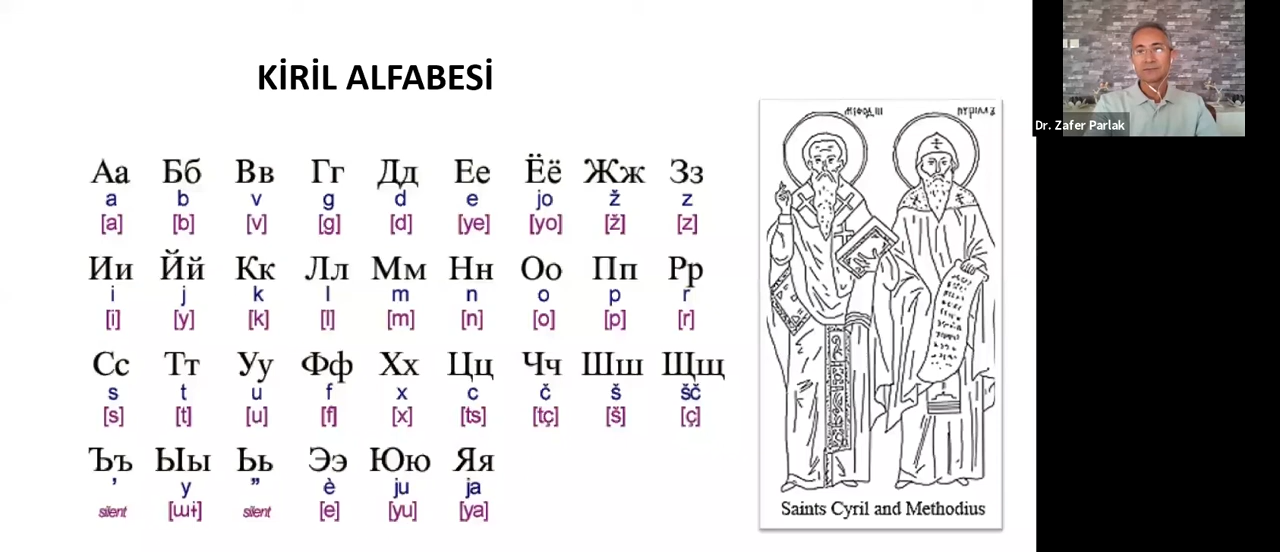 KİRİL ALFABESİ
Аа Бб Вв Гг Дд Ее Ёё Жж Зз
a b v g d e jo ž z
[a] [b] [v] [g] [d] [ye] [yo] [ž] [z]
Ии Йй Кк Лл Мм Нн Оо Пп Рр
i j k l m n o p r
[i] [y] [k] [l] [m] [n] [o] [p] [r]
Сс Тт Уу Фф Хх Цц Чч Шш Щщ
s t u f x c č š šč
[s] [t] [u] [f] [x] [ts] [tç] [š] [ç]
Ъъ Ыы Ьь Ээ Юю Яя
’ y ” è ju ja
silent [ɯɨ] silent [e] [yu] [ya]
Saints Cyril and Methodius
Dr. Zafer Parlak